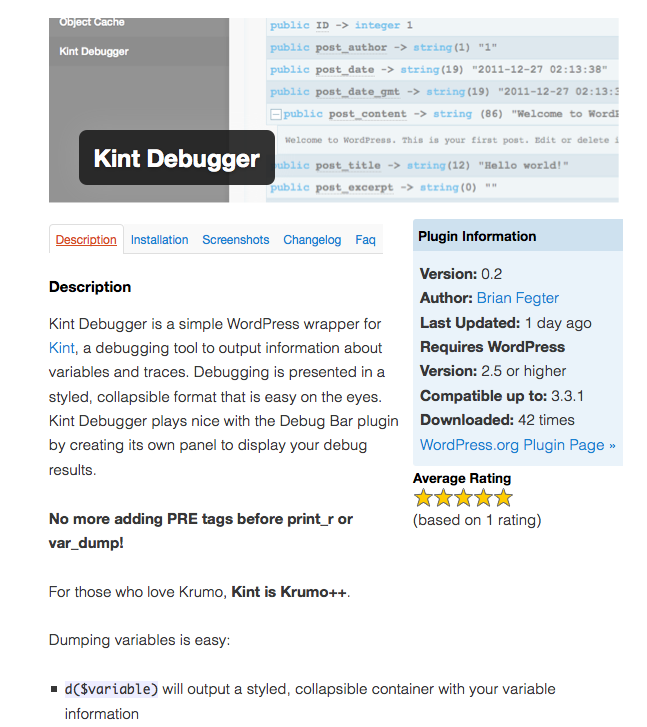 Object Cache
Kint Debugger
public ID -> integer 1
public post_author -> string(1) "1"
public post_date -> string(19) "2011-12-27 02:13:38"
public post_date_gmt -> string(19) "2011-12-27 02:13:3
public post_content -> string (86) "Welcome to WordP
Welcome to WordPress. This is your first post. Edit or delete i
public post_title -> string(12) "Hello world!"
public post_excerpt -> string(0) ""
Kint Debugger
Description Installation Screenshots Changelog Faq
Description
Kint Debugger is a simple WordPress wrapper for
Kint, a debugging tool to output information about
variables and traces. Debugging is presented in a
styled, collapsible format that is easy on the eyes.
Kint Debugger plays nice with the Debug Bar plugin
by creating its own panel to display your debug
results.
No more adding PRE tags before print_r or
var_dump!
For those who love Krumo, Kint is Krumo++.
Dumping variables is easy:
d($variable) will output a styled, collapsible container with your variable
information
Plugin Information
Version: 0.2
Author: Brian Fegter
Last Updated: 1 day ago
Requires WordPress
Version: 2.5 or higher
Compatible up to: 3.3.1
Downloaded: 42 times
WordPress.org Plugin Page »
Average Rating
(based on 1 rating)